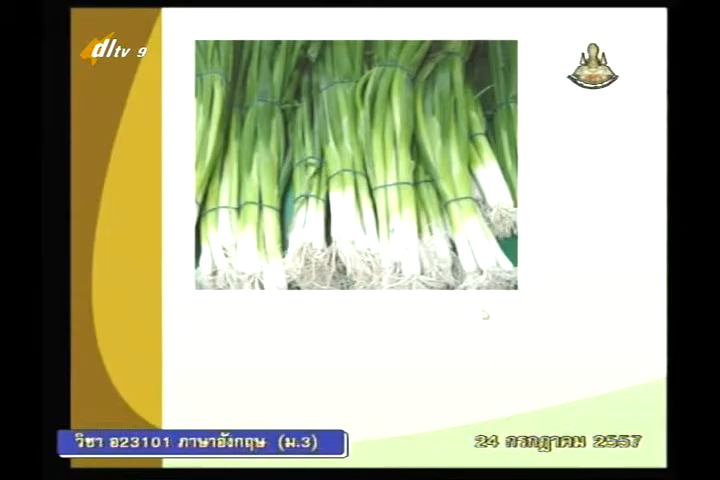 dltv 9
วิชา อ23101 ภาษาอังกฤษ (ม.3)
24 กรกฎาคม 2557